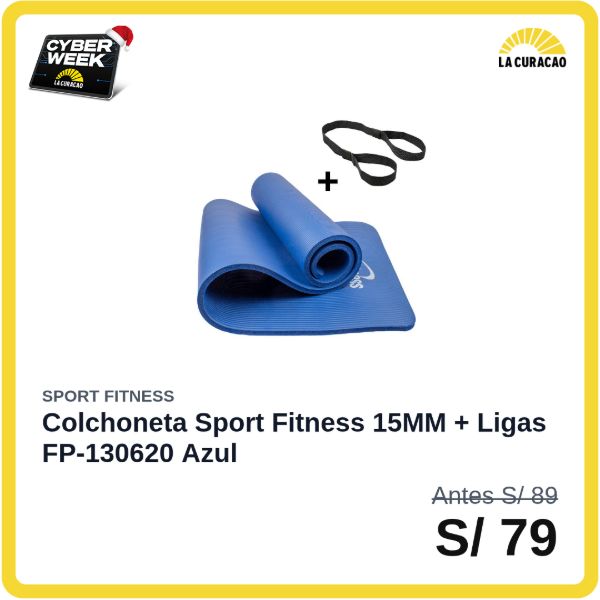 CYBER
WEEK
LA CURACAO
LA CURACAO
+
SPORT FITNESS
Colchoneta Sport Fitness 15MM + Ligas
FP-130620 Azul
Antes S/ 89
S/ 79